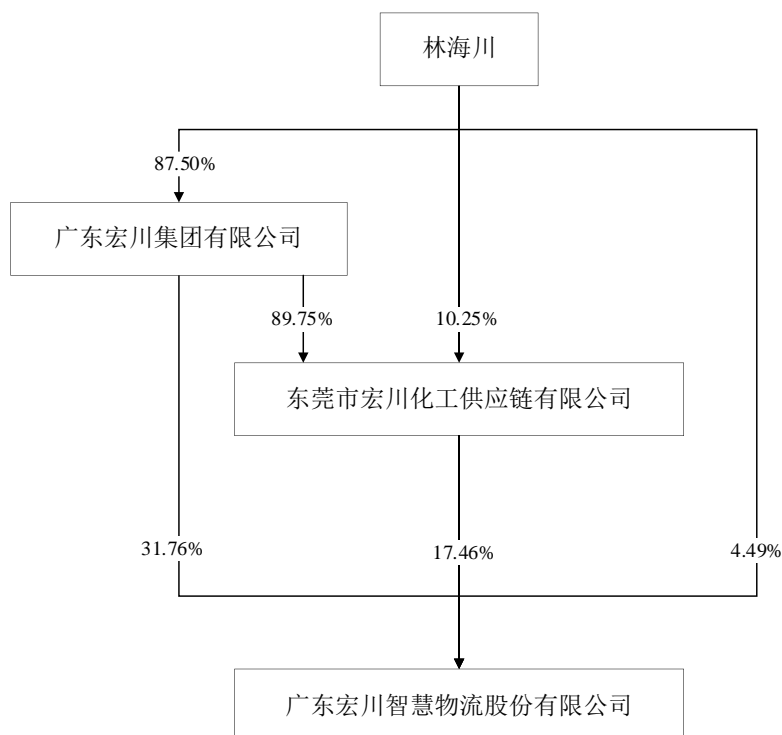 林海川
87.50%
广东宏川集团有限公司
89.75%
10.25%
东莞市宏川化工供应链有限公司
31.76%
17.46%
4.49%
广东宏川智慧物流股份有限公司